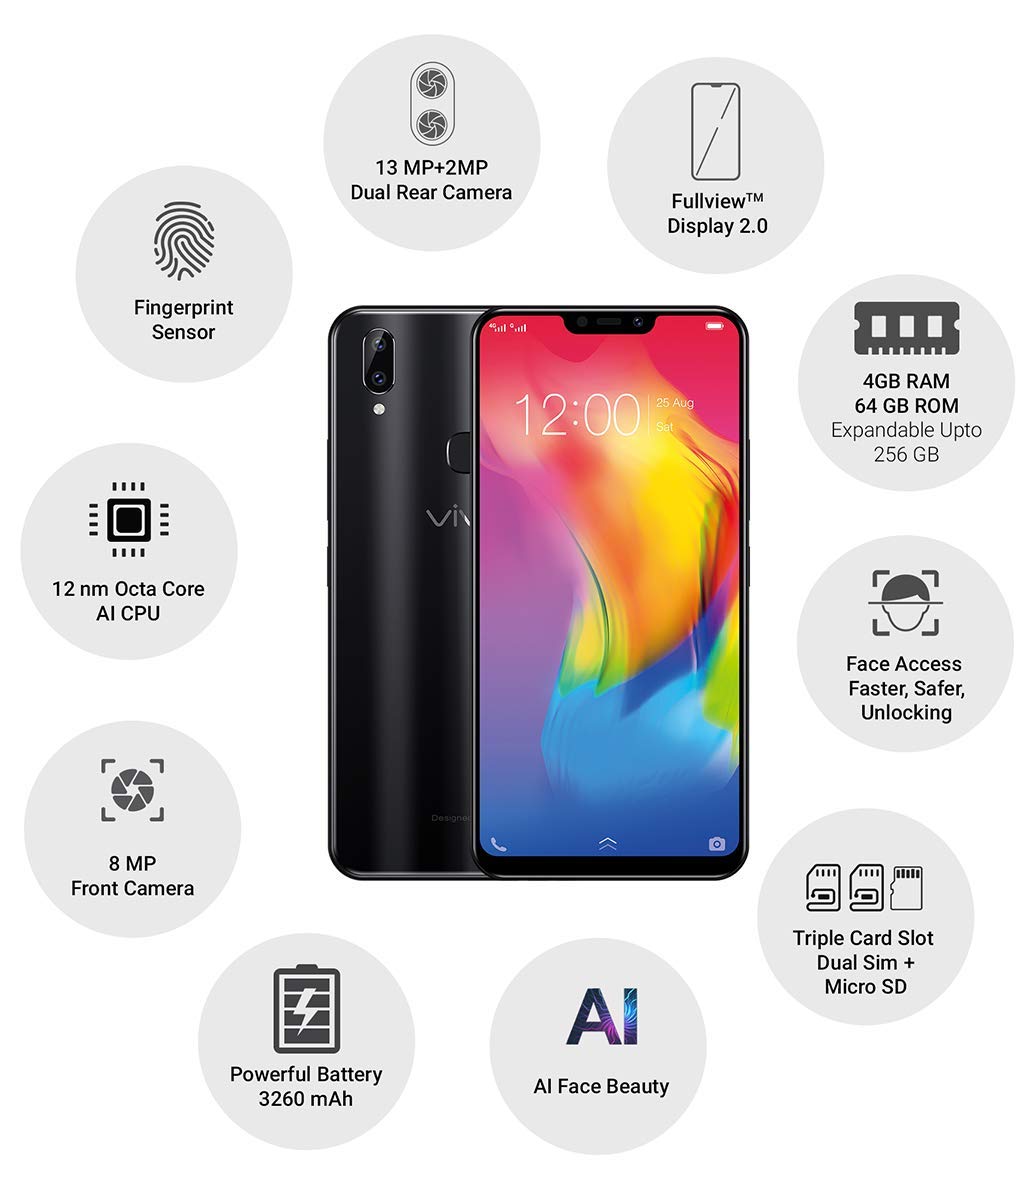 13 MP+2MP
Dual Rear Camera
Fullview™
Display 2.0
Fingerprint
Sensor
4GB RAM
64 GB ROM
Expandable Upto
256 GB
4G
12:00
25 Aug
Sat
12 nm Octa Core
AI CPU
Face Access
Faster, Safer,
Unlocking
8 MP
Front Camera
Triple Card Slot
Dual Sim +
Micro SD
Powerful Battery
3260 mAh
AI
AI Face Beauty